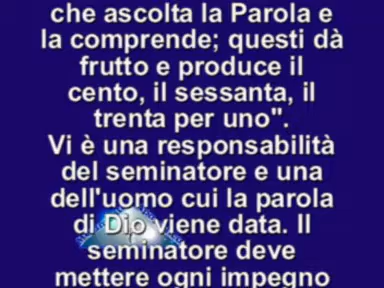 che ascolta la Parola e
la comprende; questi dà
frutto e produce il
cento, il sessanta, il
trenta per uno".
Vi è una responsabilità
del seminatore e una
dell'uomo cui la parola
di Dio viene data. Il
seminatore deve
mettere ogni impegno